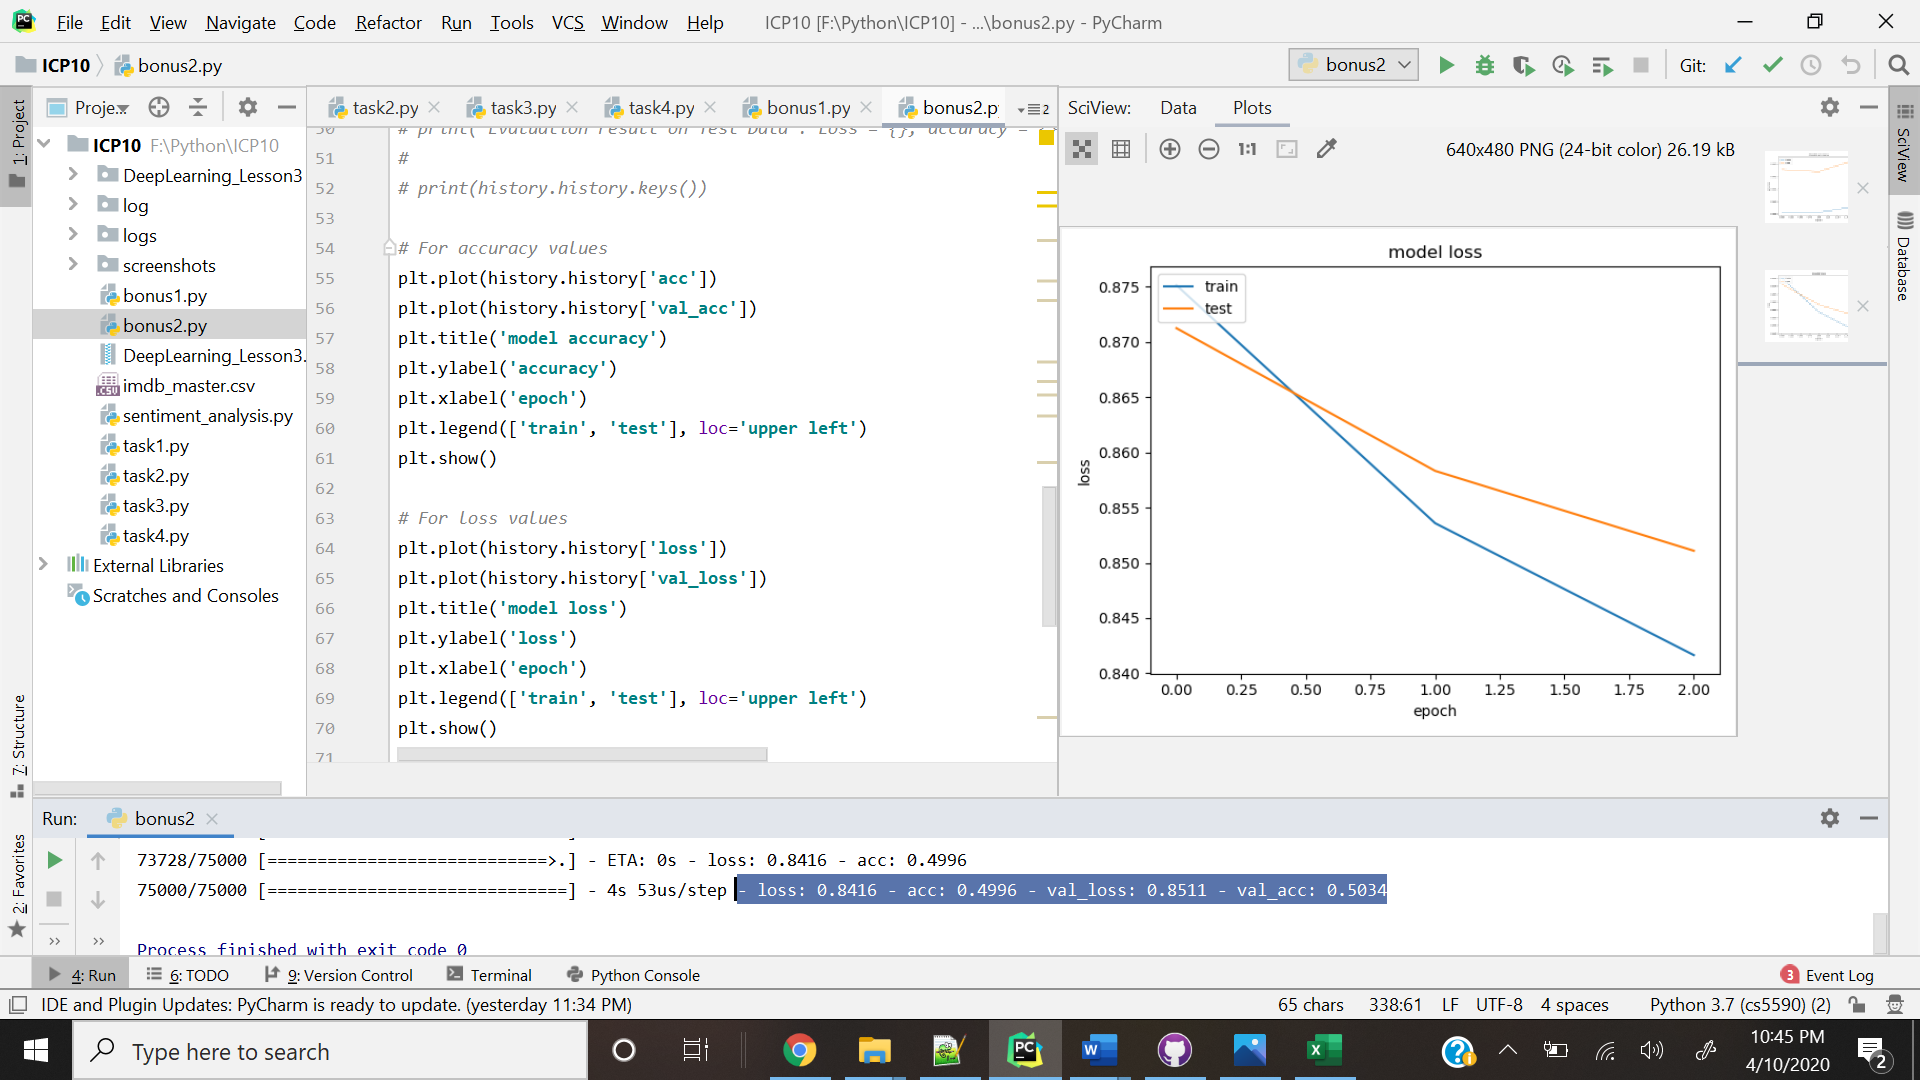 File Edit View Navigate Code Refactor Run Tools VCS Window Help ICP10 [F:\Python\ICP10] - ...\bonus2.py - PyCharm
ICP10 bonus2.py bonus2 Git:
1: Project
Proje
task2.py task3.py task4.py bonus1.py bonus2.p 2
SciView: Data Plots
ICP10 F:\Python\ICP10
DeepLearning_Lesson3
log
logs
screenshots
bonus1.py
bonus2.py
DeepLearning_Lesson3.
imdb_master.csv
sentiment_analysis.py
task1.py
task2.py
task3.py
task4.py
External Libraries
Scratches and Consoles
50 # print("Evaluation result on Test Data : Loss = {}, accuracy =
51 #
52 # print(history.history.keys())
53
54 # For accuracy values
55 plt.plot(history.history['acc'])
56 plt.plot(history.history['val_acc'])
57 plt.title('model accuracy')
58 plt.ylabel('accuracy')
59 plt.xlabel('epoch')
60 plt.legend(['train', 'test'], loc='upper left')
61 plt.show()
62
63 # For loss values
64 plt.plot(history.history['loss'])
65 plt.plot(history.history['val_loss'])
66 plt.title('model loss')
67 plt.ylabel('loss')
68 plt.xlabel('epoch')
69 plt.legend(['train', 'test'], loc='upper left')
70 plt.show()
71
1:1 640x480 PNG (24-bit color) 26.19 kB
model loss
train
test
0.875
0.870
0.865
0.860
0.855
0.850
0.845
0.840
loss
0.00 0.25 0.50 0.75 1.00 1.25 1.50 1.75 2.00
epoch
SciView
Database
7: Structure
2: Favorites
Run: bonus2
73728/75000 [============================>.] - ETA: 0s - loss: 0.8416 - acc: 0.4996
75000/75000 [==============================] - 4s 53us/step - loss: 0.8416 - acc: 0.4996 - val_loss: 0.8511 - val_acc: 0.5034
Process finished with exit code 0
4: Run 6: TODO 9: Version Control Terminal Python Console 3 Event Log
IDE and Plugin Updates: PyCharm is ready to update. (yesterday 11:34 PM) 65 chars 338:61 LF UTF-8 4 spaces Python 3.7 (cs5590) (2)
Type here to search
10:45 PM
4/10/2020
2